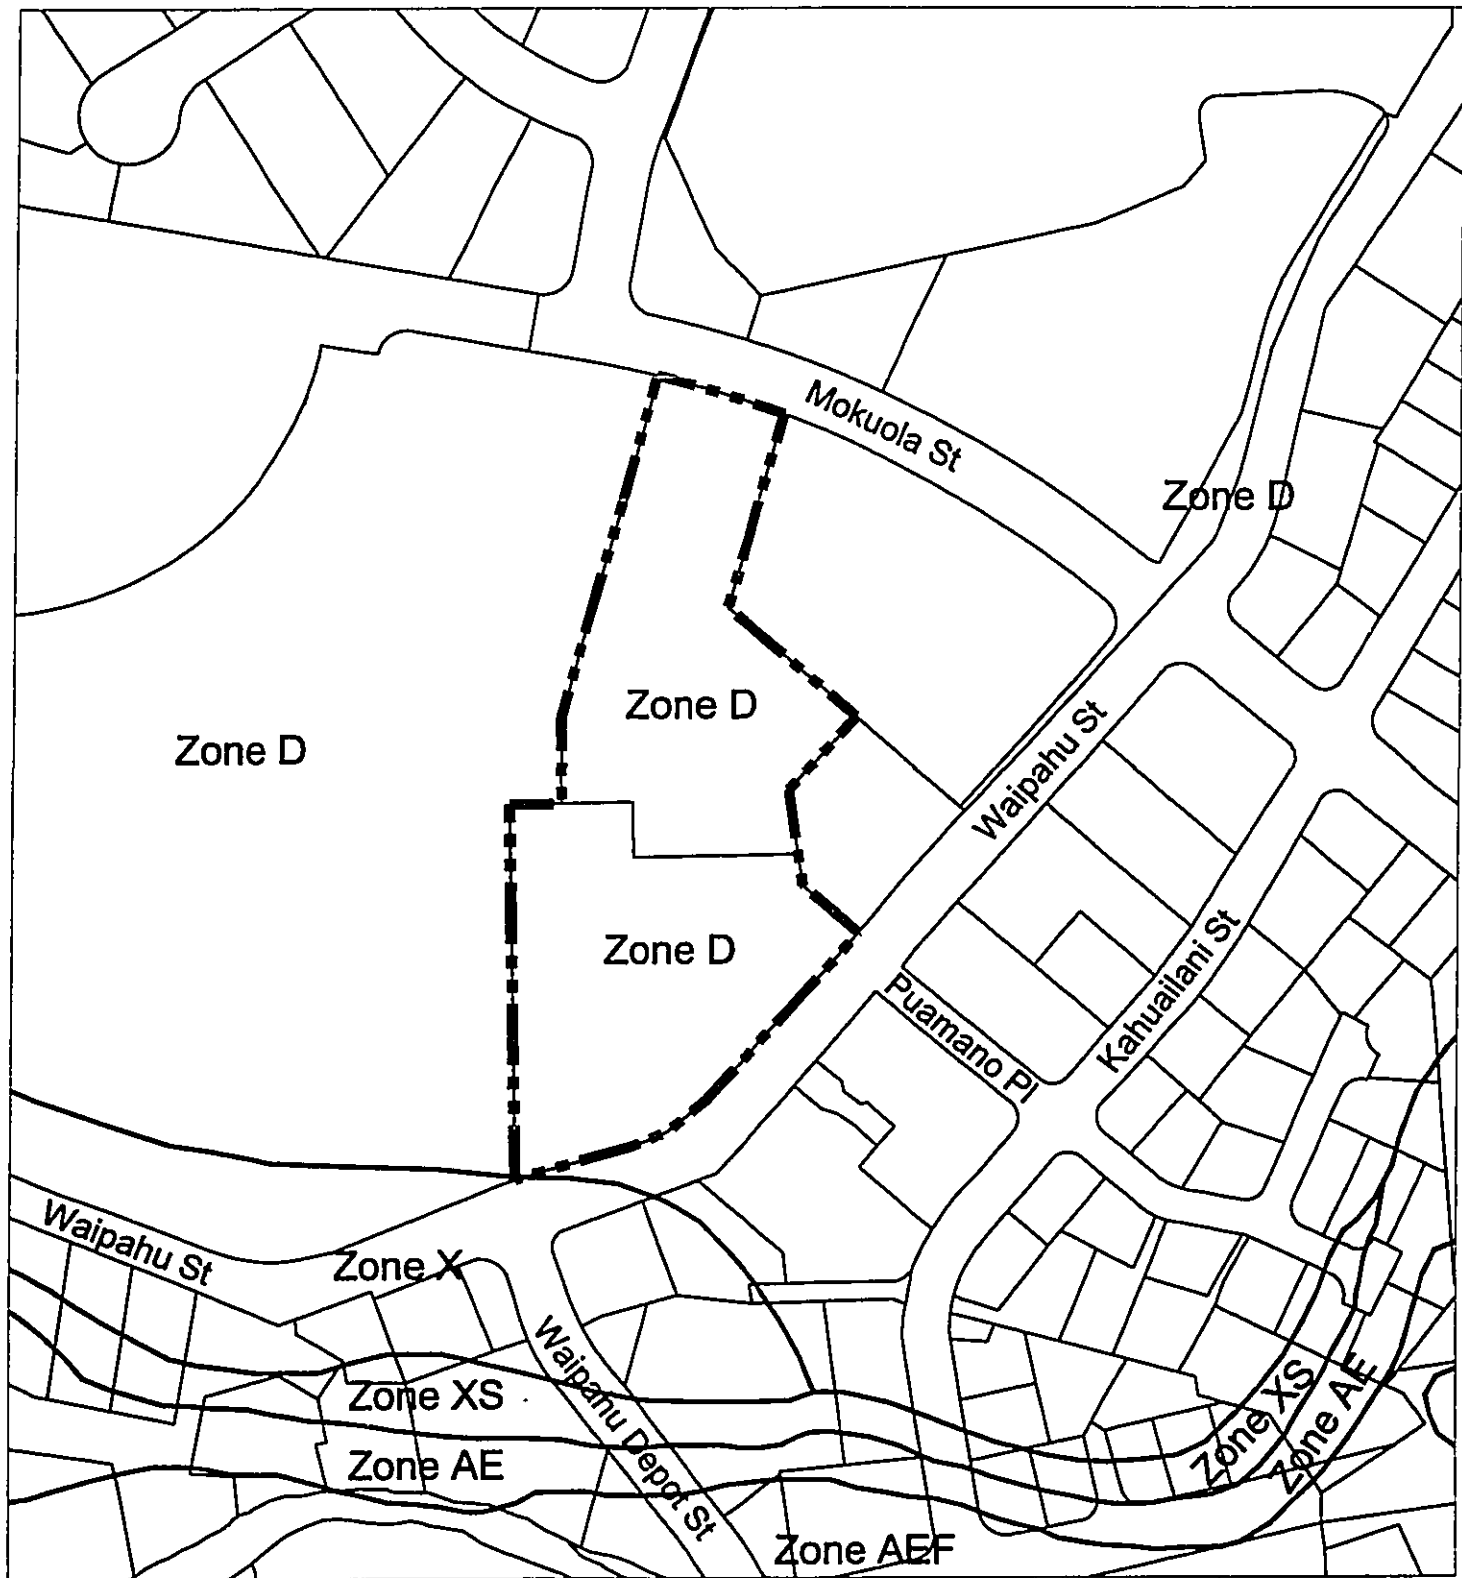 Mokuola St
Zone D
Zone D
Zone D
Waipahu St
Zone D
Puamano Pl
Kahuailani St
Waipahu St
Zone X
Waipahu Depot St
Zone XS
Zone AE
Zone XS
Zone AE
Zone AEF